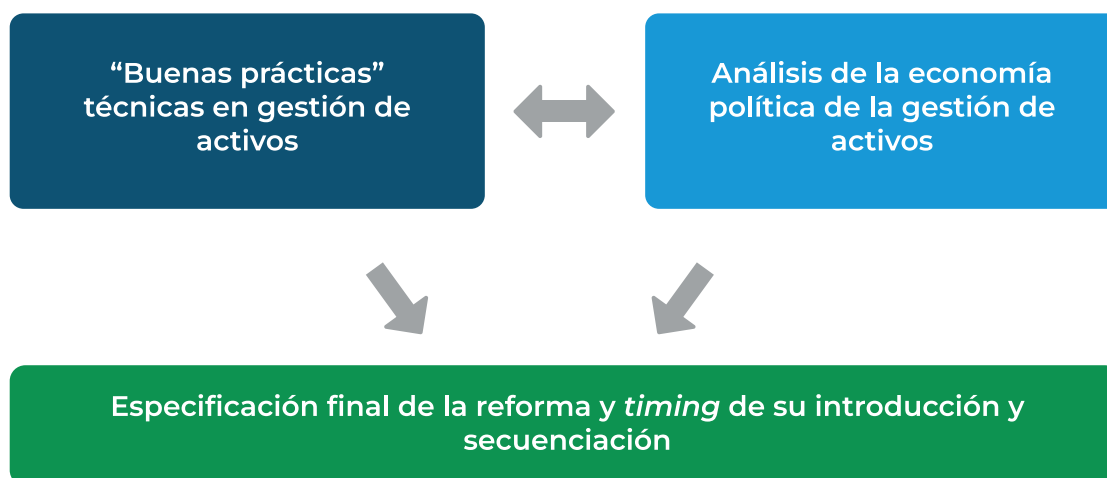 “Buenas prácticas”
técnicas en gestión de
activos
Análisis de la economía
política de la gestión de
activos
Especificación final de la reforma y timing de su introducción y
secuenciación